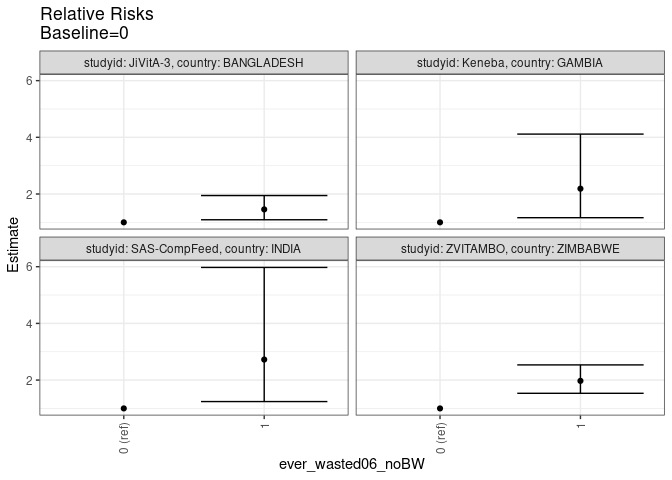 Relative Risks
Baseline=0
studyid: JiVitA-3, country: BANGLADESH
studyid: Keneba, country: GAMBIA
6
4
2
studyid: SAS-CompFeed, country: INDIA
studyid: ZVITAMBO, country: ZIMBABWE
6
4
2
Estimate
0 (ref)
1
0 (ref)
1
ever_wasted06_noBW